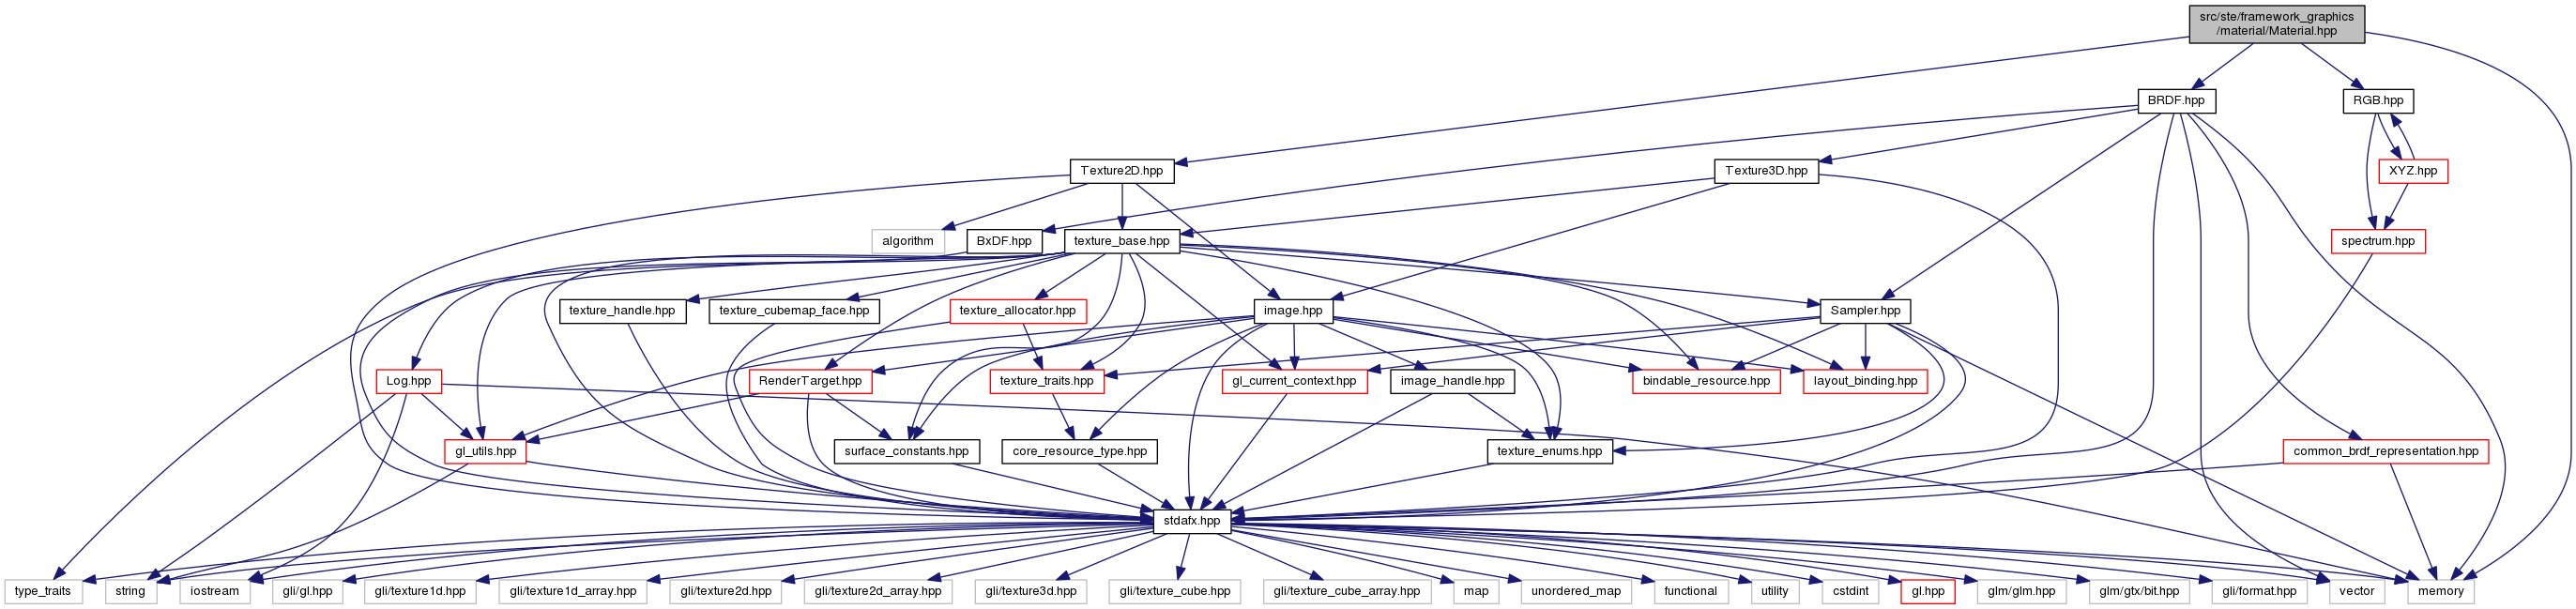 src/ste/framework_graphics
/material/Material.hpp
BRDF.hpp
RGB.hpp
Texture2D.hpp
Texture3D.hpp
XYZ.hpp
algorithm
BxDF.hpp
texture_base.hpp
spectrum.hpp
texture_handle.hpp
texture_cubemap_face.hpp
texture_allocator.hpp
image.hpp
Sampler.hpp
Log.hpp
RenderTarget.hpp
texture_traits.hpp
gl_current_context.hpp
image_handle.hpp
bindable_resource.hpp
layout_binding.hpp
gl_utils.hpp
surface_constants.hpp
core_resource_type.hpp
texture_enums.hpp
common_brdf_representation.hpp
stdafx.hpp
type_traits
string
iostream
gli/gl.hpp
gli/texture1d.hpp
gli/texture1d_array.hpp
gli/texture2d.hpp
gli/texture2d_array.hpp
gli/texture3d.hpp
gli/texture_cube.hpp
gli/texture_cube_array.hpp
map
unordered_map
functional
utility
cstdint
gl.hpp
glm/glm.hpp
glm/gtx/bit.hpp
gli/format.hpp
vector
memory